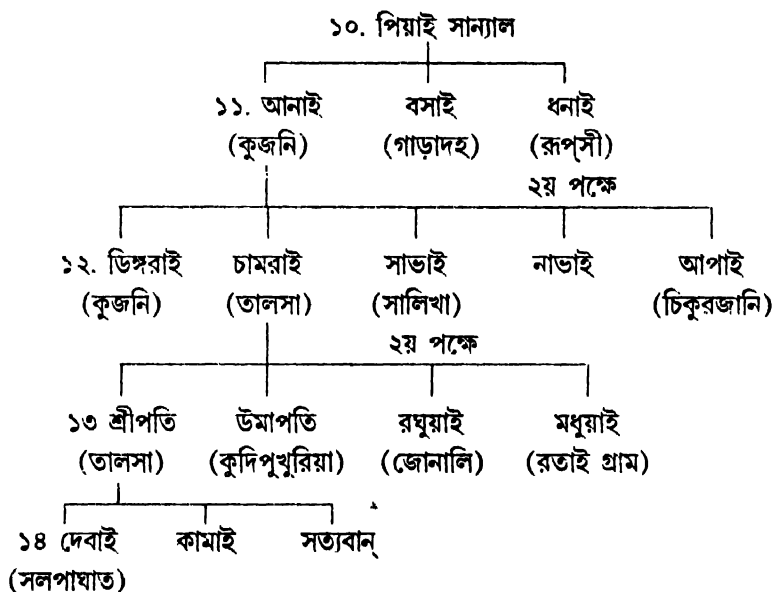 ১০. পিয়াই সান্যাল
১১. আনাই বসাই ধনাই
(কুজনি) (গাড়াদহ) (রূপ্‌সী)
২য় পক্ষে
১২. ডিঙ্গরাই চামরাই সাভাই নাভাই আপাই
(কুজনি) (তালসা) (সালিখা) (চিকুরজানি)
২য় পক্ষে
১৩ শ্রীপতি উমাপতি রঘুয়াই মধুয়াই
(তালসা) (কুদিপুখুরিয়া) (জোনালি) (রতাই গ্রাম)
১৪ দেবাই কামাই সত্যবান্
(সলপাঘাত)